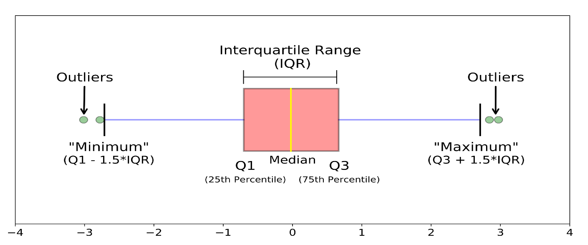 Interquartile Range
(IQR)
Outliers
Outliers
"Minimum"
(Q1 - 1.5*IQR)
"Maximum"
(Q3 + 1.5*IQR)
Q1
Median
Q3
(25th Percentile)
(75th Percentile)
−4
−3
−2
−1
0
1
2
3
4